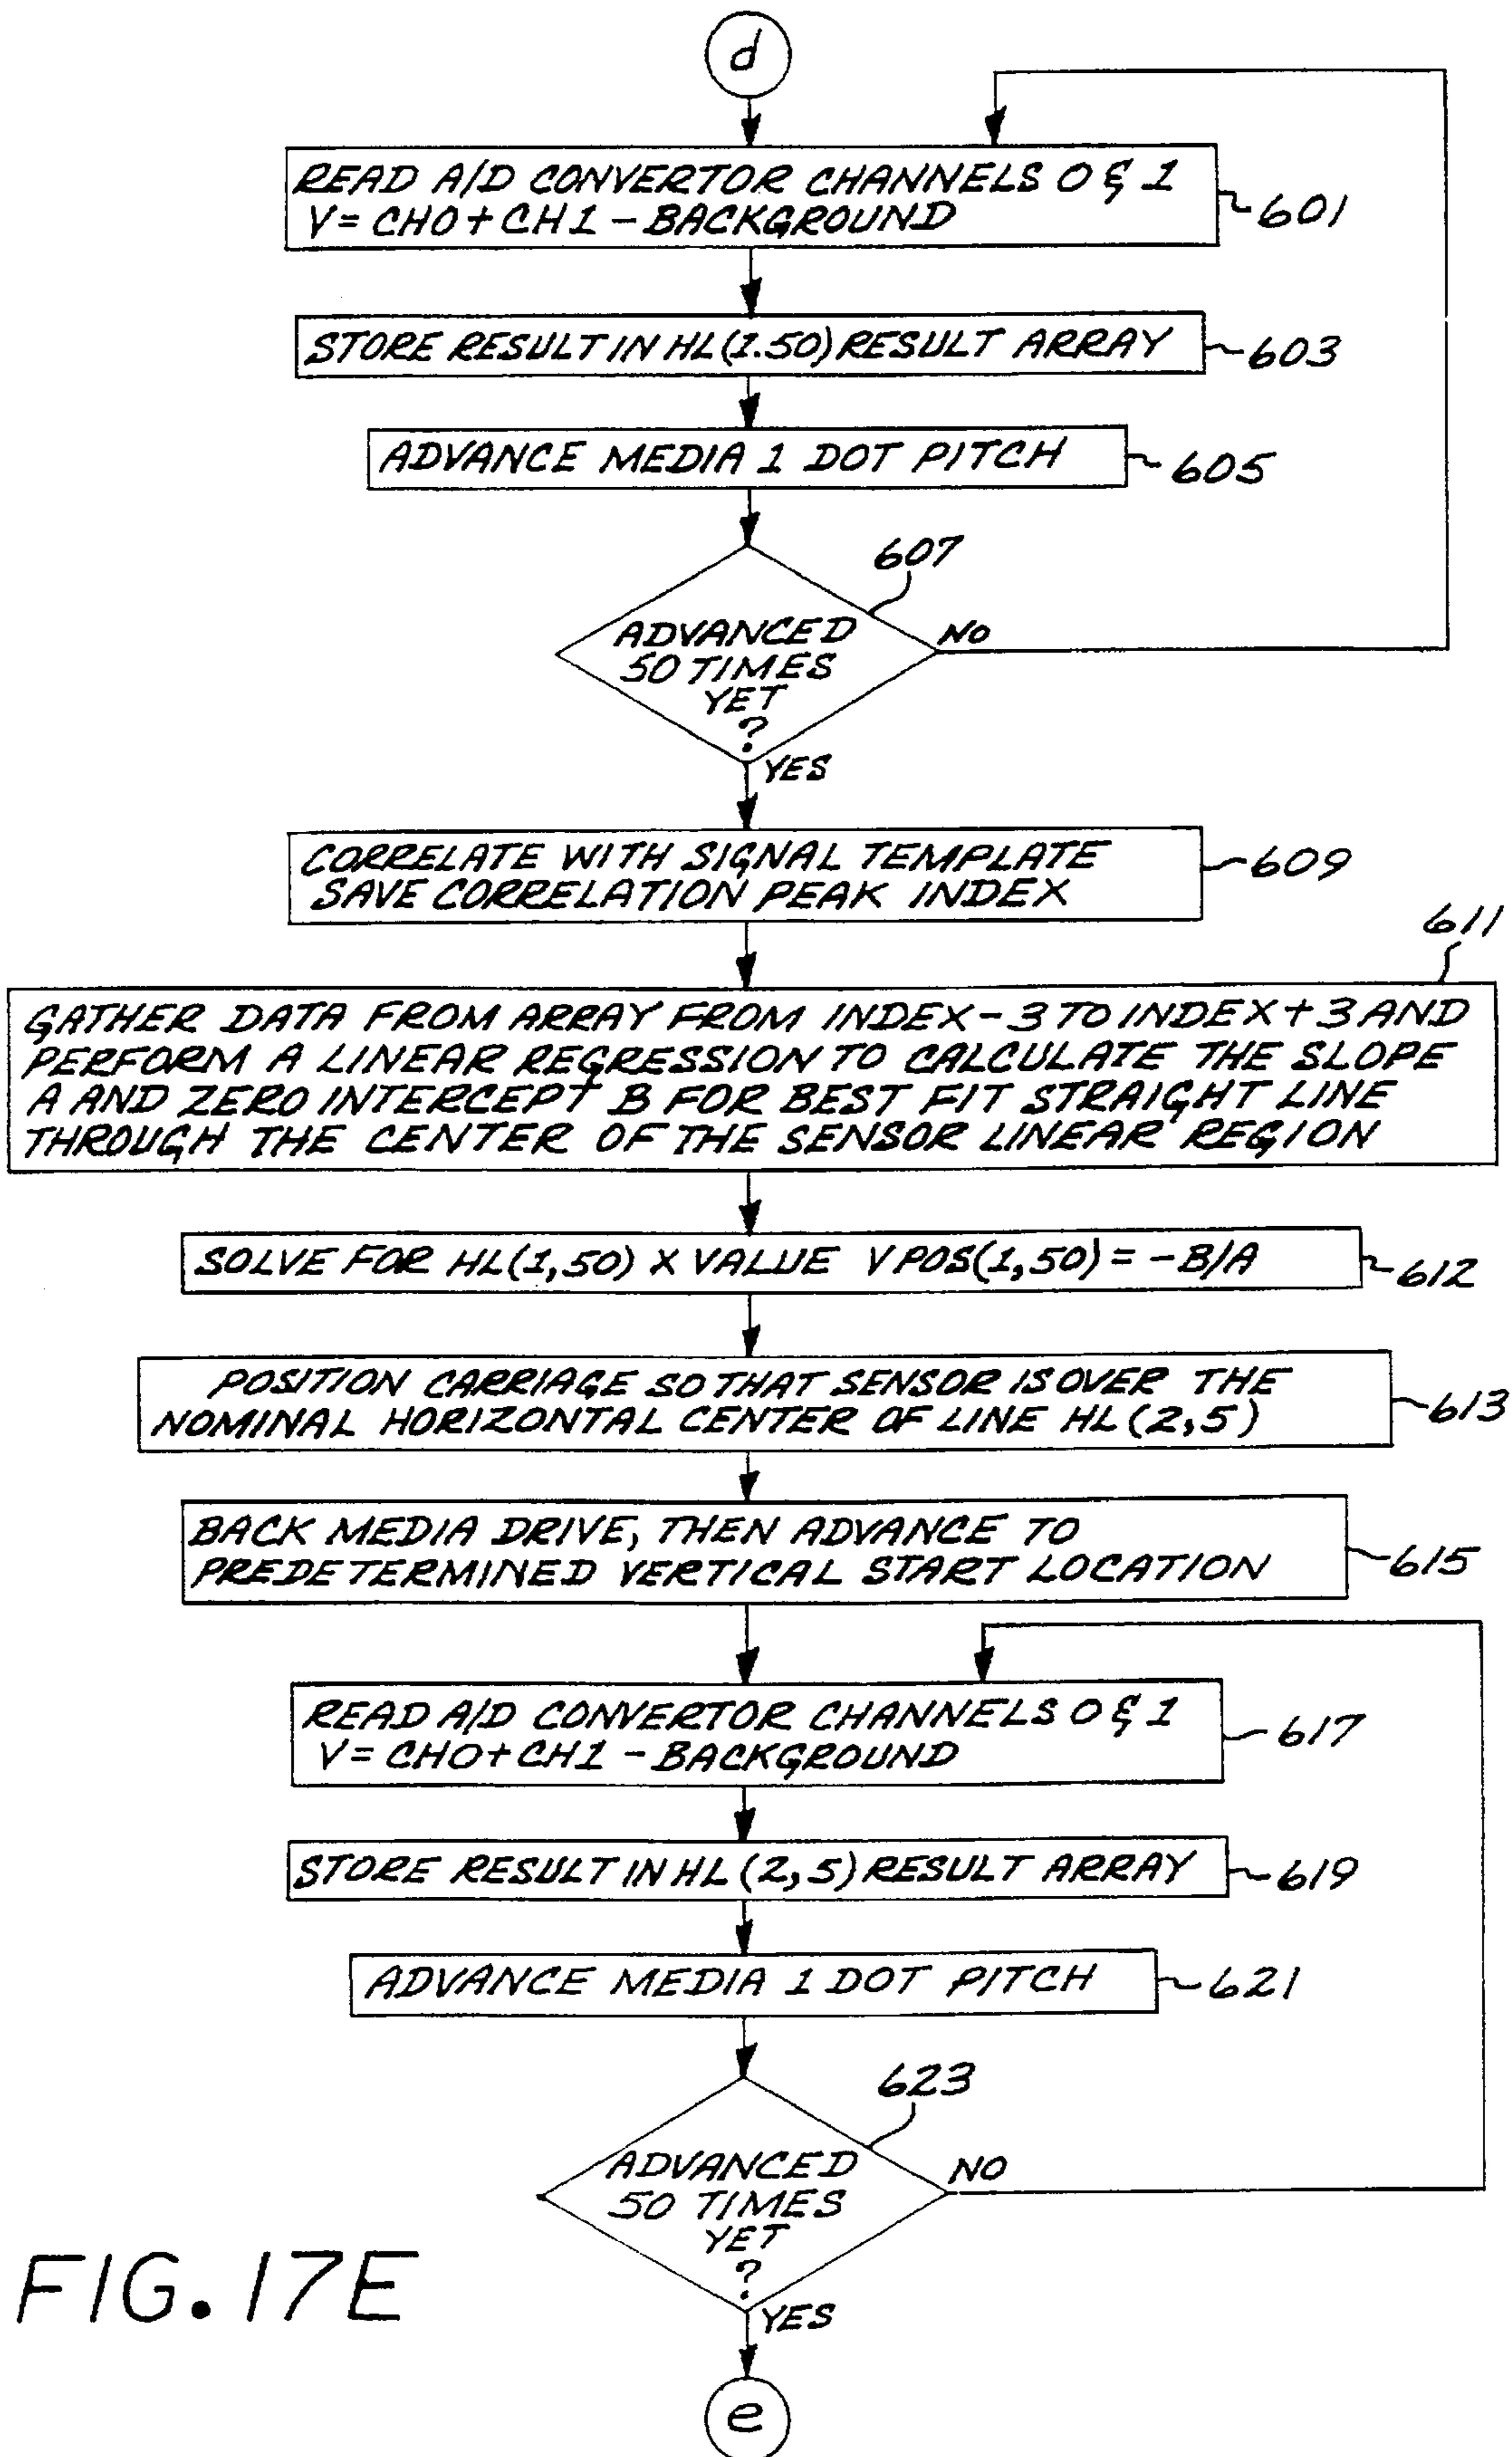 d
READ A/D CONVERTOR CHANNELS 0 & 1
V = CH0 + CH1 - BACKGROUND
601
STORE RESULT IN HL(1.50) RESULT ARRAY
603
ADVANCE MEDIA 1 DOT PITCH
605
607
ADVANCED
50 TIMES
YET
?
NO
YES
CORRELATE WITH SIGNAL TEMPLATE
SAVE CORRELATION PEAK INDEX
609
611
GATHER DATA FROM ARRAY FROM INDEX-3 TO INDEX+3 AND
PERFORM A LINEAR REGRESSION TO CALCULATE THE SLOPE
A AND ZERO INTERCEPT B FOR BEST FIT STRAIGHT LINE
THROUGH THE CENTER OF THE SENSOR LINEAR REGION
SOLVE FOR HL(1,50) X VALUE VPOS(1,50) = -B/A
612
POSITION CARRIAGE SO THAT SENSOR IS OVER THE
NOMINAL HORIZONTAL CENTER OF LINE HL(2,5)
613
BACK MEDIA DRIVE, THEN ADVANCE TO
PREDETERMINED VERTICAL START LOCATION
615
READ A/D CONVERTOR CHANNELS 0 & 1
V = CH0 + CH1 - BACKGROUND
617
STORE RESULT IN HL(2,5) RESULT ARRAY
619
ADVANCE MEDIA 1 DOT PITCH
621
623
ADVANCED
50 TIMES
YET
?
NO
YES
e
FIG. 17E